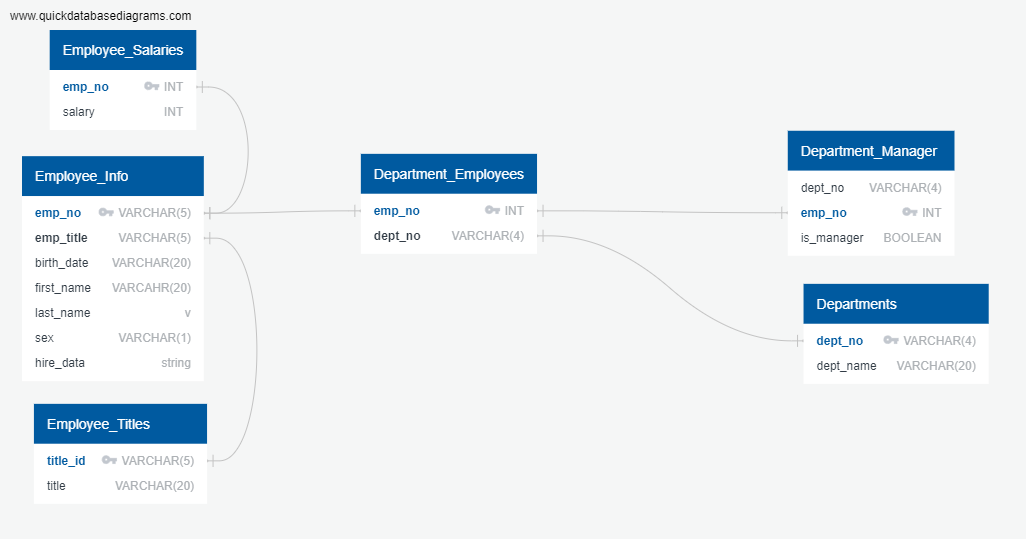 www.quickdatabasediagrams.com
Employee_Salaries
emp_no INT
salary INT
Employee_Info
emp_no VARCHAR(5)
emp_title VARCHAR(5)
birth_date VARCHAR(20)
first_name VARCAHR(20)
last_name v
sex VARCHAR(1)
hire_data string
Employee_Titles
title_id VARCHAR(5)
title VARCHAR(20)
Department_Employees
emp_no INT
dept_no VARCHAR(4)
Department_Manager
dept_no VARCHAR(4)
emp_no INT
is_manager BOOLEAN
Departments
dept_no VARCHAR(4)
dept_name VARCHAR(20)